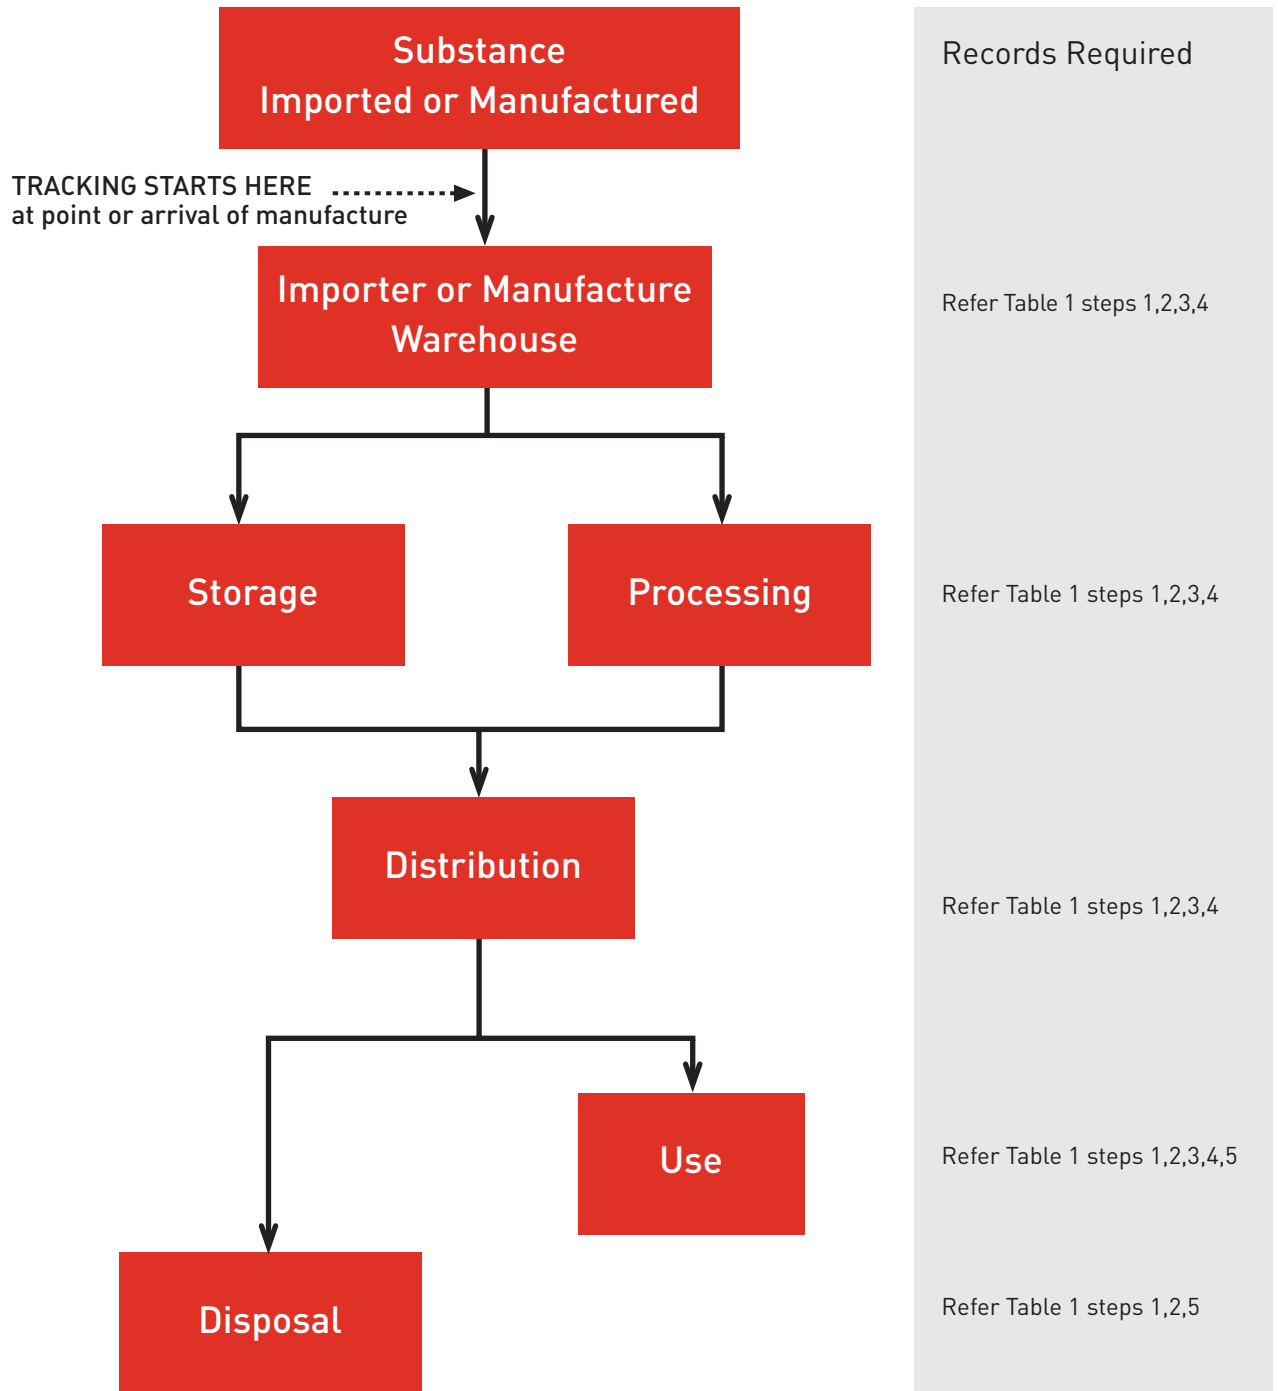 Substance
Imported or Manufactured
Records Required
TRACKING STARTS HERE
at point or arrival of manufacture
Importer or Manufacture
Warehouse
Refer Table 1 steps 1,2,3,4
Storage
Processing
Refer Table 1 steps 1,2,3,4
Distribution
Refer Table 1 steps 1,2,3,4
Use
Refer Table 1 steps 1,2,3,4,5
Disposal
Refer Table 1 steps 1,2,5